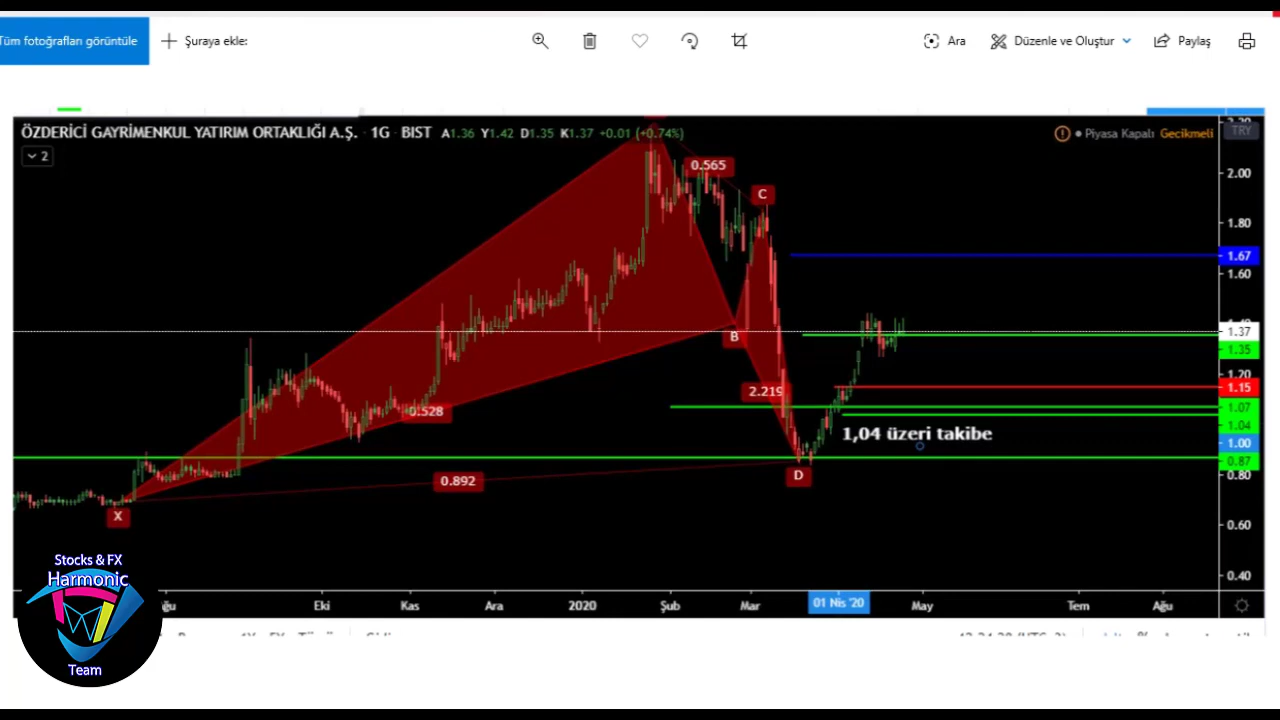 Tüm fotoğrafları görüntüle
Şuraya ekle:
Ara
Düzenle ve Oluştur
Paylaş
ÖZDERİCİ GAYRİMENKUL YATIRIM ORTAKLIĞI A.Ş. · 1G · BIST A1.36 Y1.42 D1.35 K1.37 +0.01 (+0.74%)
Piyasa Kapalı Gecikmeli
TRY
2
0.565
C
2.00
1.80
1.67
1.60
1.37
B
1.35
1.20
2.219
1.15
0.528
1.07
1.04
1,04 üzeri takibe
1.00
0.87
0.892
D
0.80
X
0.60
0.40
Stocks & FX
Harmonic
Team
Eki
Kas
Ara
2020
Şub
Mar
01 Nis '20
May
Tem
Ağu